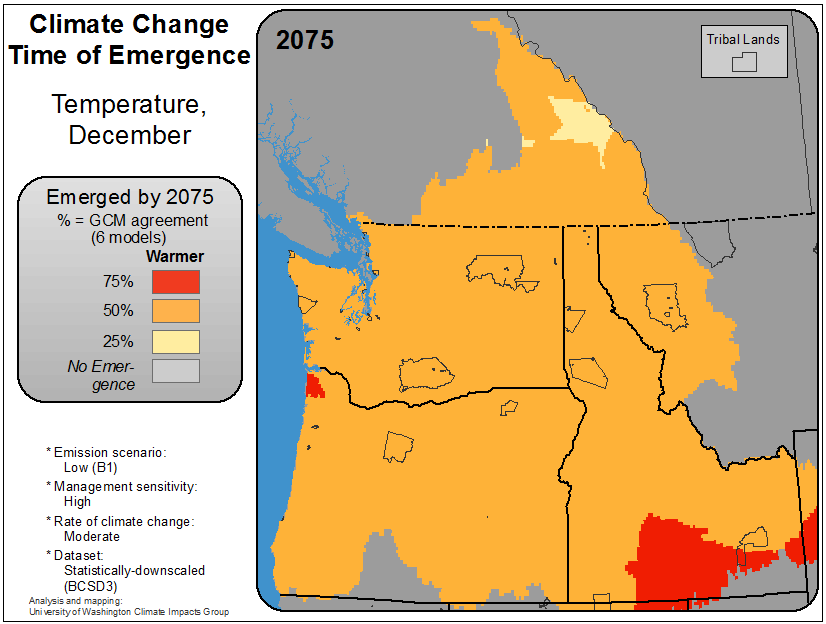 Climate Change
Time of Emergence
Temperature,
December
Emerged by 2075
% = GCM agreement
(6 models)
Warmer
75%
50%
25%
No Emer-
gence
* Emission scenario:
Low (B1)
* Management sensitivity:
High
* Rate of climate change:
Moderate
* Dataset:
Statistically-downscaled
(BCSD3)
Analysis and mapping:
University of Washington Climate Impacts Group
2075
Tribal Lands